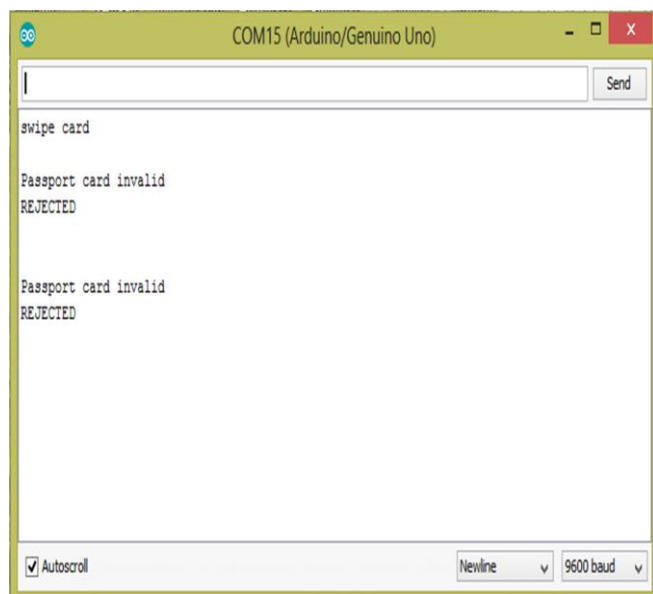 COM15 (Arduino/Genuino Uno)
Send
swipe card
Passport card invalid
REJECTED
Passport card invalid
REJECTED
Autoscroll
Newline
9600 baud